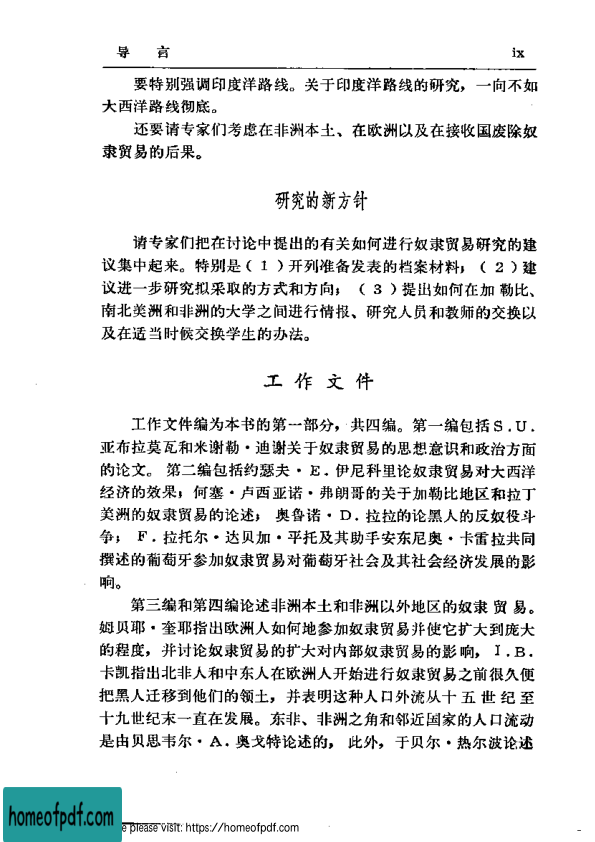 导 言 ix
要特别强调印度洋路线。关于印度洋路线的研究，一向不如
大西洋路线彻底。
还要请专家们考虑在非洲本土、在欧洲以及在接收国废除奴
隶贸易的后果。
研究的新方针
请专家们把在讨论中提出的有关如何进行奴隶贸易研究的建
议集中起来。特别是（1）开列准备发表的档案材料；（2）建
议进一步研究拟采取的方式和方向；（3）提出如何在加勒比、
南北美洲和非洲的大学之间进行情报、研究人员和教师的交换以
及在适当时候交换学生的办法。
工作文件
工作文件编为本书的第一部分，共四编。第一编包括S.U.
亚布拉莫瓦和米谢勒·迪谢关于奴隶贸易的思想意识和政治方面
的论文。第二编包括约瑟夫·E.伊尼科里论奴隶贸易对大西洋
经济的效果；何塞·卢西亚诺·弗朗哥的关于加勒比地区和拉丁
美洲的奴隶贸易的论述；奥鲁诺·D.拉拉的论黑人的反奴役斗
争；F.拉托尔·达贝加·平托及其助手安东尼奥·卡雷拉共同
撰述的葡萄牙参加奴隶贸易对葡萄牙社会及其社会经济发展的影
响。
第三编和第四编论述非洲本土和非洲以外地区的奴隶贸易。
姆贝耶·奎耶指出欧洲人如何地参加奴隶贸易并使它扩大到庞大
的程度，并讨论奴隶贸易的扩大对内部奴隶贸易的影响，I.B.
卡凯指出北非人和中东人在欧洲人开始进行奴隶贸易之前很久便
把黑人迁移到他们的领土，并表明这种人口外流从十五世纪至
十九世纪末一直在发展。东非、非洲之角和邻近国家的人口流动
是由贝思韦尔·A.奥戈特论述的，此外，于贝尔·热尔波论述
homeofpdf.com
e please visit: https://homeofpdf.com